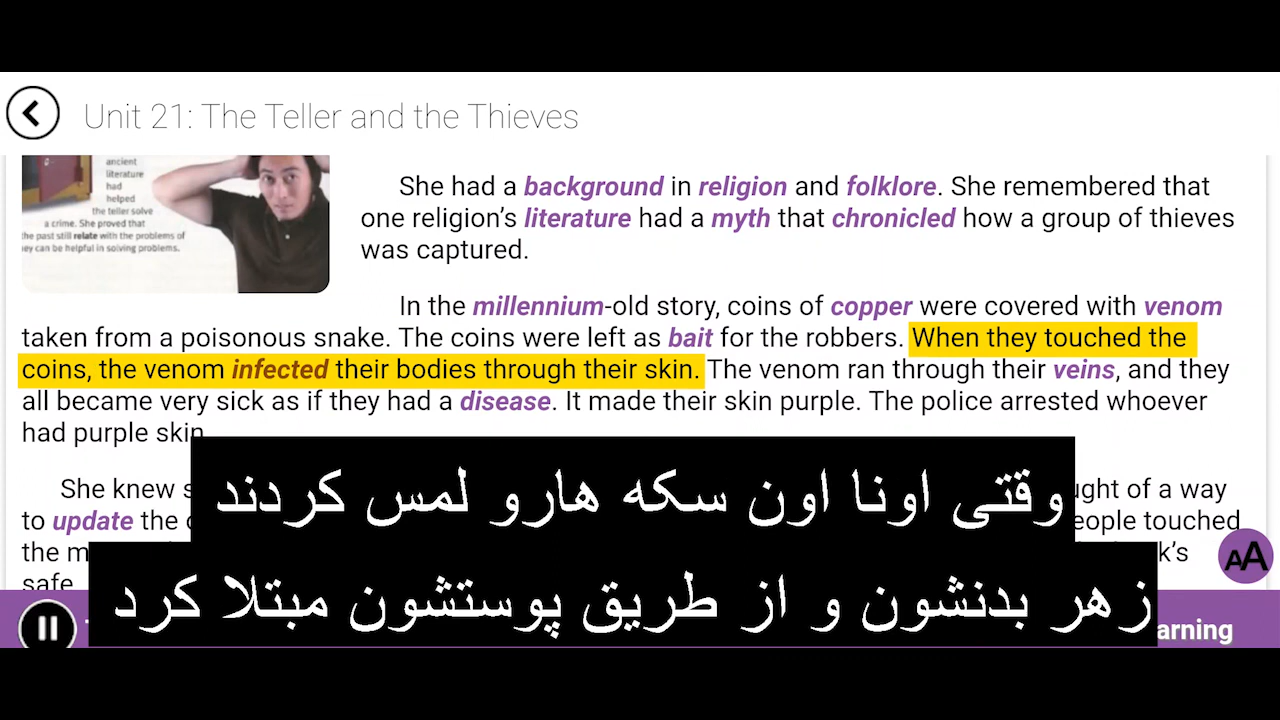 Unit 21: The Teller and the Thieves
ancient
literature
had
helped
the teller solve
a crime. She proved that
the past still relate with the problems of
ey can be helpful in solving problems.
She had a background in religion and folklore. She remembered that
one religion's literature had a myth that chronicled how a group of thieves
was captured.
In the millennium-old story, coins of copper were covered with venom
taken from a poisonous snake. The coins were left as bait for the robbers. When they touched the
coins, the venom infected their bodies through their skin. The venom ran through their veins, and they
all became very sick as if they had a disease. It made their skin purple. The police arrested whoever
had purple skin
She knew s ught of a way
to update the eople touched
the m k's
safe
وقتی اونا اون سکه هارو لمس کردند
زهر بدنشون و از طریق پوستشون مبتلا کرد
AA
arning